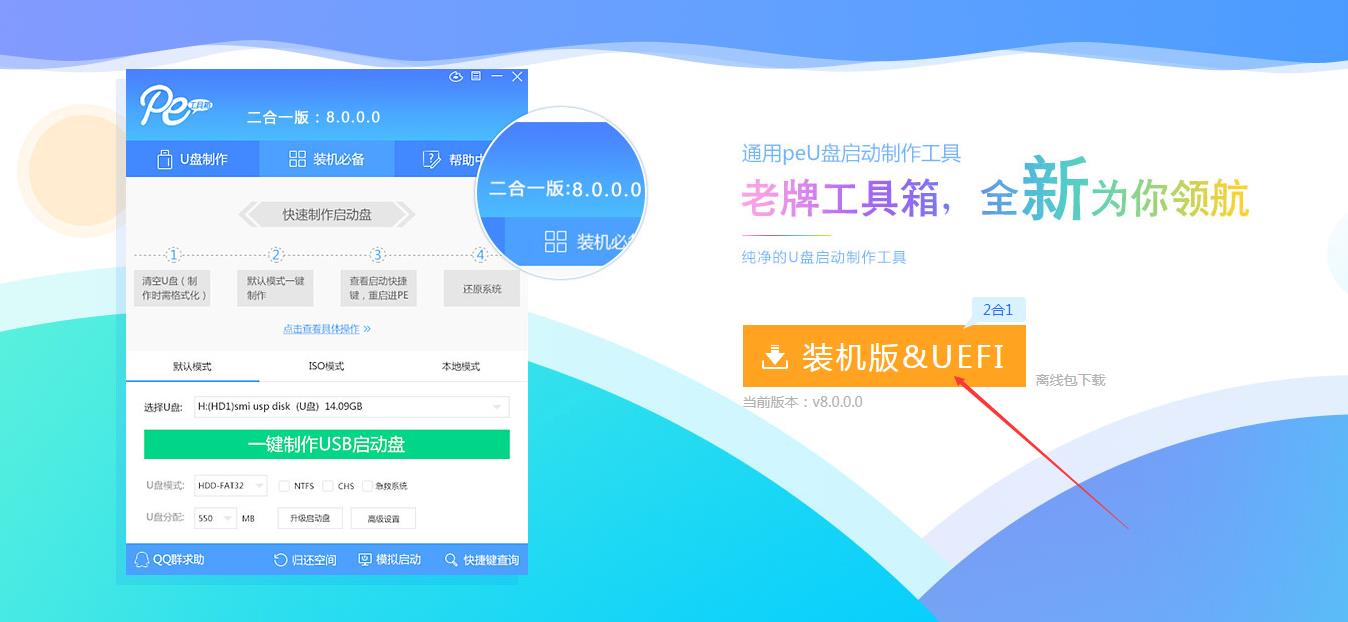 Pe工具箱
二合一版：8.0.0.0
U盘制作
装机必备
帮助中
二合一版:8.0.0.0
装机必备
快速制作启动盘
1
2
3
4
清空U盘（制
作时需格式化）
默认模式一键
制作
查看启动快捷
键，重启进PE
还原系统
点击查看具体操作 »
默认模式
ISO模式
本地模式
选择U盘:
H:(HD1)smi usp disk  (U盘)  14.09GB
一键制作USB启动盘
U盘模式:
HDD-FAT32
NTFS
CHS
急救系统
U盘分配:
550
MB
升级启动盘
高级设置
QQ群求助
归还空间
模拟启动
快捷键查询
通用peU盘启动制作工具
老牌工具箱，全新为你领航
纯净的U盘启动制作工具
2合1
装机版&UEFI
离线包下载
当前版本：v8.0.0.0